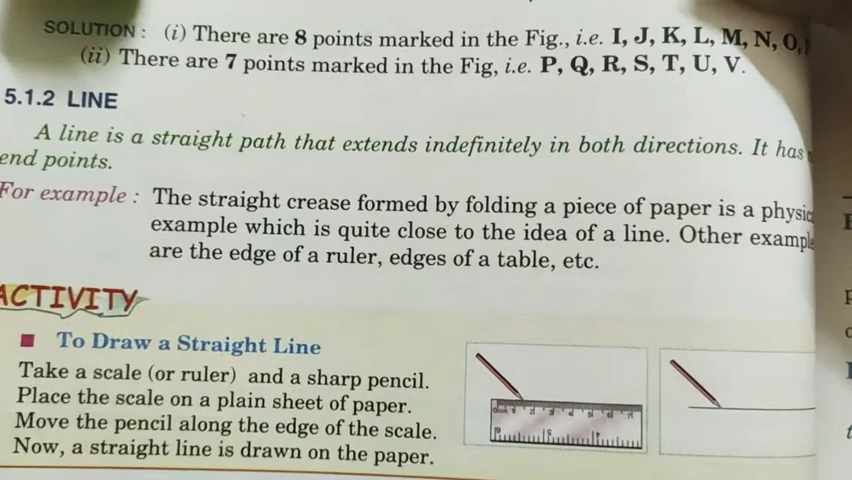 SOLUTION : (i) There are 8 points marked in the Fig., i.e. I, J, K, L, M, N, O,
(ii) There are 7 points marked in the Fig, i.e. P, Q, R, S, T, U, V.
5.1.2 LINE
A line is a straight path that extends indefinitely in both directions. It has
end points.
For example : The straight crease formed by folding a piece of paper is a
example which is quite close to the idea of a line. Other
are the edge of a ruler, edges of a table, etc.
ACTIVITY
To Draw a Straight Line
Take a scale (or ruler) and a sharp pencil.
Place the scale on a plain sheet of paper.
Move the pencil along the edge of the scale.
Now, a straight line is drawn on the paper.